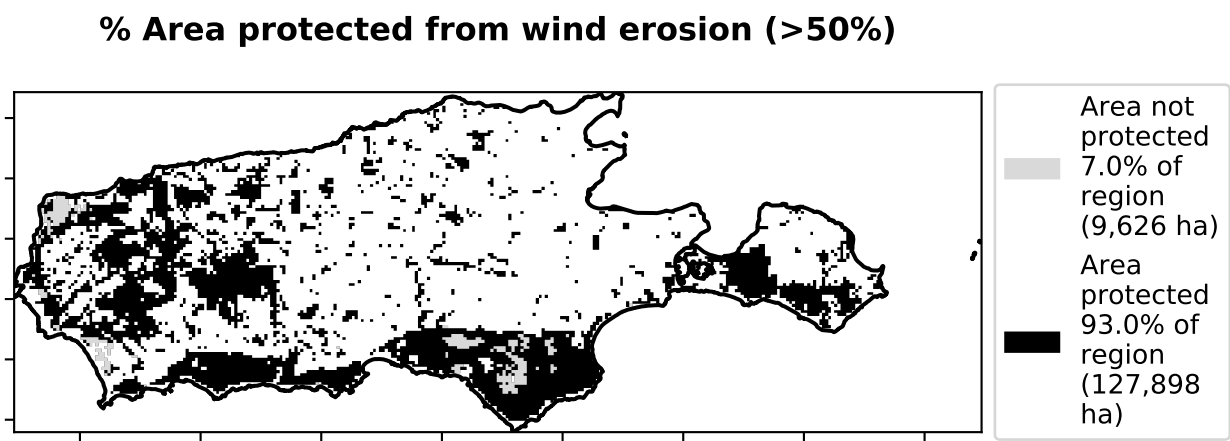 % Area protected from wind erosion (>50%)
Area not
protected
7.0% of
region
(9,626 ha)
Area
protected
93.0% of
region
(127,898
ha)